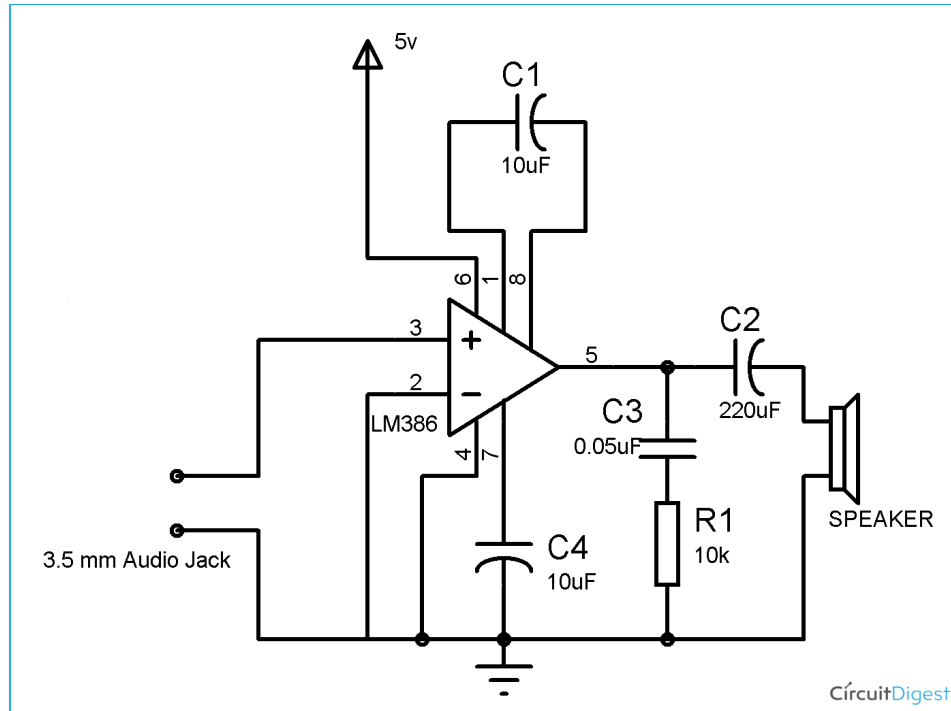 5v
C1
10uF
6
1
8
3
2
5
LM386
4
7
C2
220uF
C3
0.05uF
SPEAKER
R1
10k
C4
10uF
3.5 mm Audio Jack
CircuitDigest